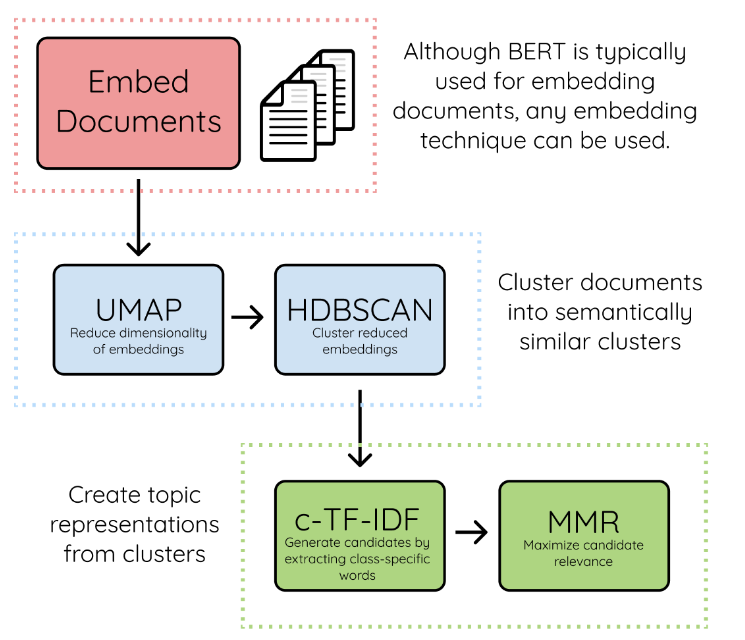 Embed
Documents
Although BERT is typically
used for embedding
documents, any embedding
technique can be used.
UMAP
Reduce dimensionality
of embeddings
HDBSCAN
Cluster reduced
embeddings
Cluster documents
into semantically
similar clusters
Create topic
representations
from clusters
c-TF-IDF
Generate candidates by
extracting class-specific
words
MMR
Maximize candidate
relevance